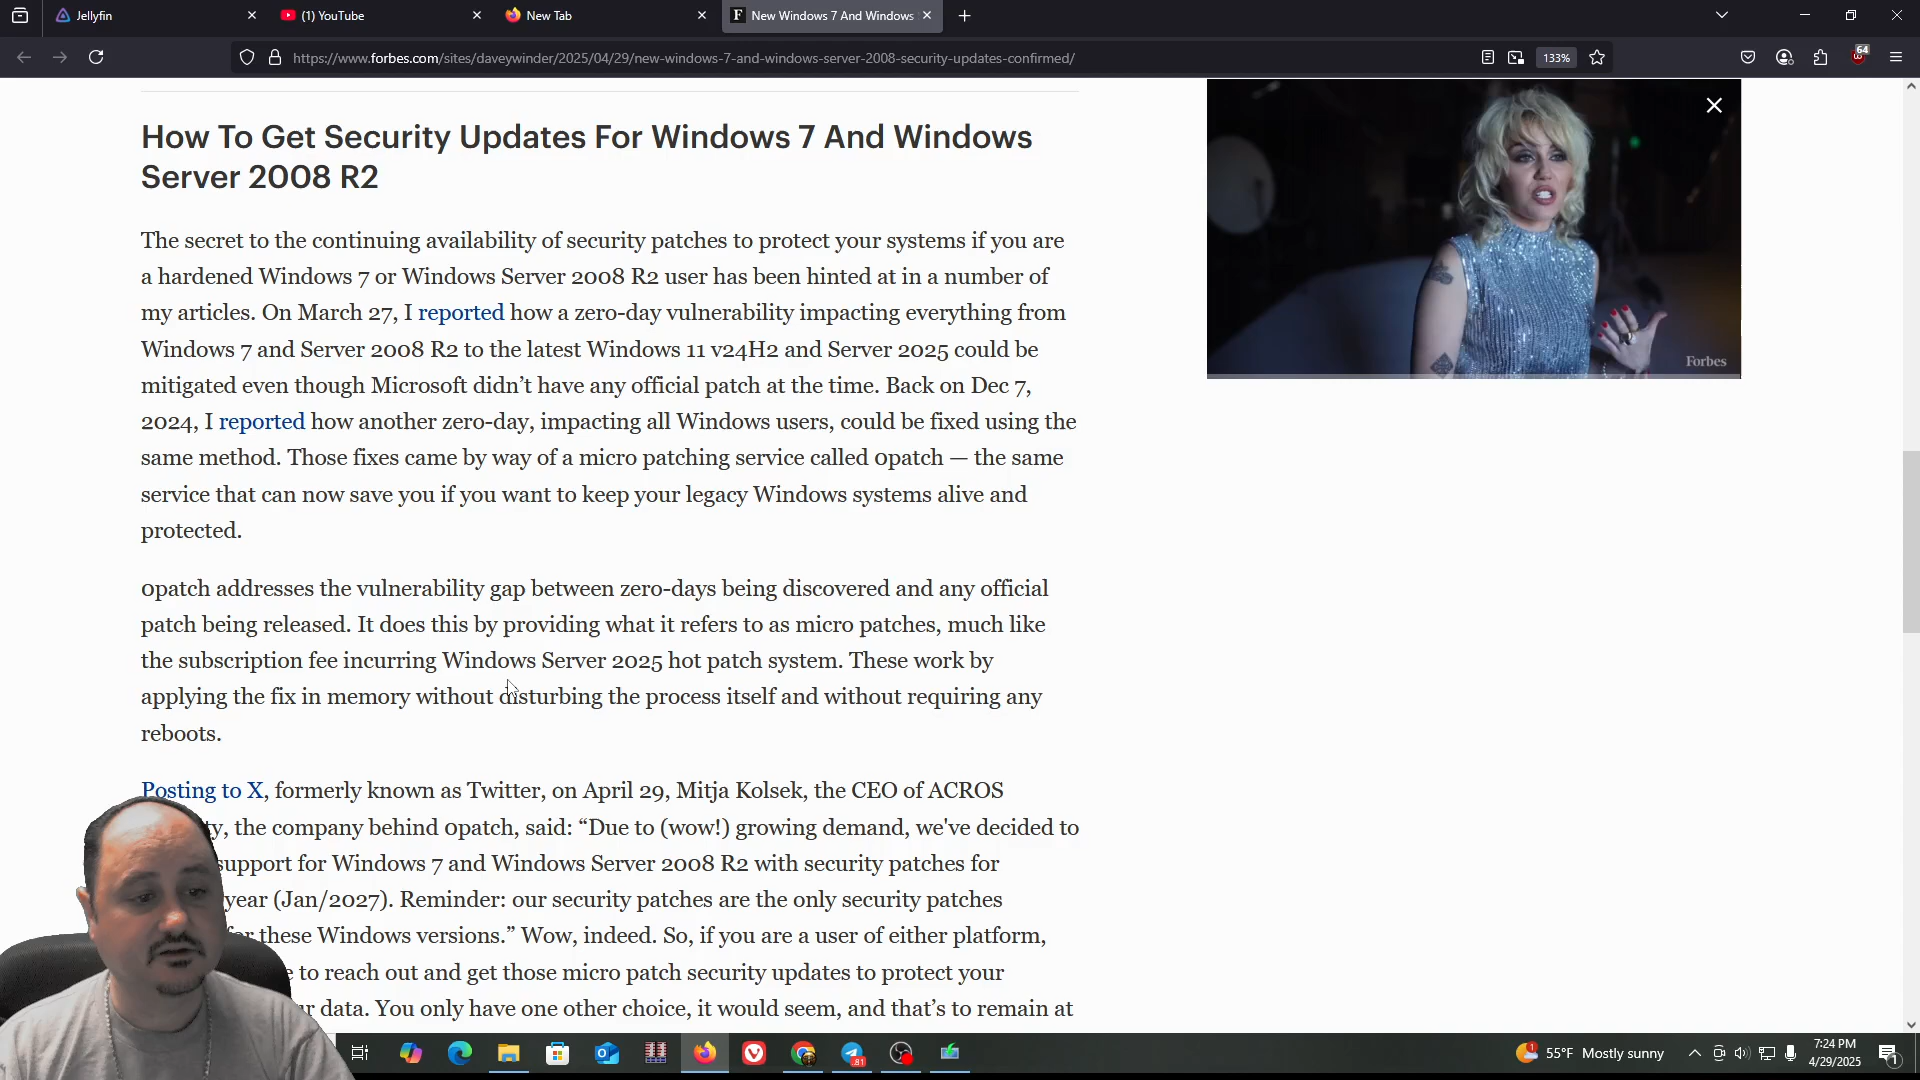 Jellyfin
(1) YouTube
New Tab
New Windows 7 And Windows
https://www.forbes.com/sites/daveywinder/2025/04/29/new-windows-7-and-windows-server-2008-security-updates-confirmed/
133%
64
How To Get Security Updates For Windows 7 And Windows
Server 2008 R2
The secret to the continuing availability of security patches to protect your systems if you are
a hardened Windows 7 or Windows Server 2008 R2 user has been hinted at in a number of
my articles. On March 27, I reported how a zero-day vulnerability impacting everything from
Windows 7 and Server 2008 R2 to the latest Windows 11 v24H2 and Server 2025 could be
mitigated even though Microsoft didn’t have any official patch at the time. Back on Dec 7,
2024, I reported how another zero-day, impacting all Windows users, could be fixed using the
same method. Those fixes came by way of a micro patching service called 0patch — the same
service that can now save you if you want to keep your legacy Windows systems alive and
protected.
0patch addresses the vulnerability gap between zero-days being discovered and any official
patch being released. It does this by providing what it refers to as micro patches, much like
the subscription fee incurring Windows Server 2025 hot patch system. These work by
applying the fix in memory without disturbing the process itself and without requiring any
reboots.
Posting to X, formerly known as Twitter, on April 29, Mitja Kolsek, the CEO of ACROS
ty, the company behind 0patch, said: “Due to (wow!) growing demand, we've decided to
support for Windows 7 and Windows Server 2008 R2 with security patches for
year (Jan/2027). Reminder: our security patches are the only security patches
for these Windows versions.” Wow, indeed. So, if you are a user of either platform,
e to reach out and get those micro patch security updates to protect your
r data. You only have one other choice, it would seem, and that’s to remain at
Forbes
81
1
55°F Mostly sunny
7:24 PM
4/29/2025
1